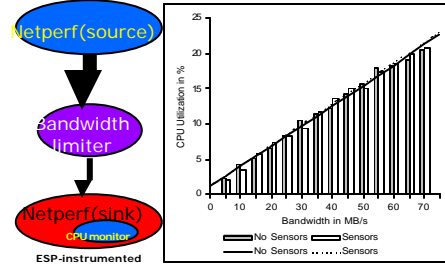 Netperf(source)
Bandwidth
limiter
Netperf(sink)
CPU monitor
ESP-instrumented
CPU Utilization in %
25
20
15
10
5
0
0 10 20 30 40 50 60 70
Bandwidth in MB/s
No Sensors Sensors
No Sensors Sensors